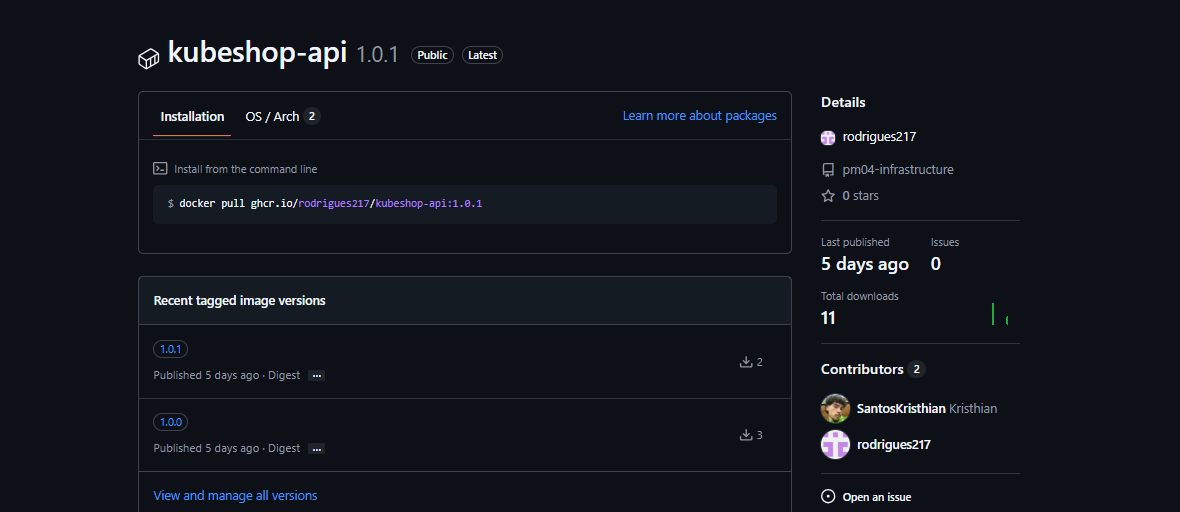 kubeshop-api 1.0.1 Public Latest
Installation OS / Arch 2 Learn more about packages
Install from the command line
$ docker pull ghcr.io/rodrigues217/kubeshop-api:1.0.1
Recent tagged image versions
1.0.1
Published 5 days ago · Digest ...
2
1.0.0
Published 5 days ago · Digest ...
3
View and manage all versions
Details
rodrigues217
pm04-infrastructure
0 stars
Last published Issues
5 days ago 0
Total downloads
11
Contributors 2
SantosKristhian Kristhian
rodrigues217
Open an issue